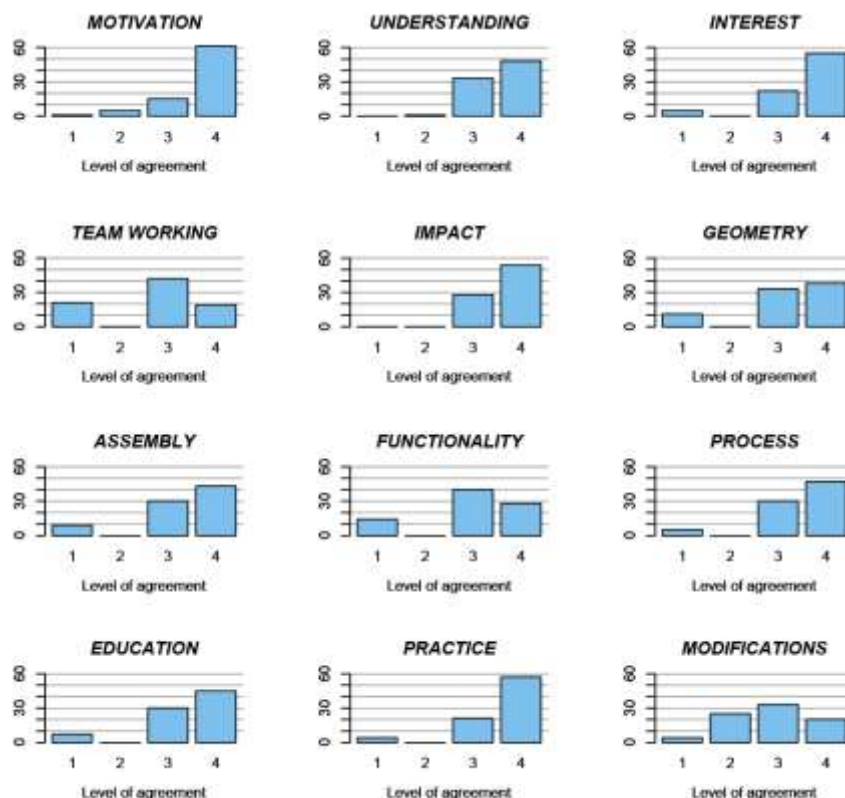 MOTIVATION UNDERSTANDING INTEREST
60 60 60
30 30 30
0 0 0
1 2 3 4 1 2 3 4 1 2 3 4
Level of agreement Level of agreement Level of agreement
TEAM WORKING IMPACT GEOMETRY
60 60 60
30 30 30
0 0 0
1 2 3 4 1 2 3 4 1 2 3 4
Level of agreement Level of agreement Level of agreement
ASSEMBLY FUNCTIONALITY PROCESS
60 60 60
30 30 30
0 0 0
1 2 3 4 1 2 3 4 1 2 3 4
Level of agreement Level of agreement Level of agreement
EDUCATION PRACTICE MODIFICATIONS
60 60 60
30 30 30
0 0 0
1 2 3 4 1 2 3 4 1 2 3 4
Level of agreement Level of agreement Level of agreement